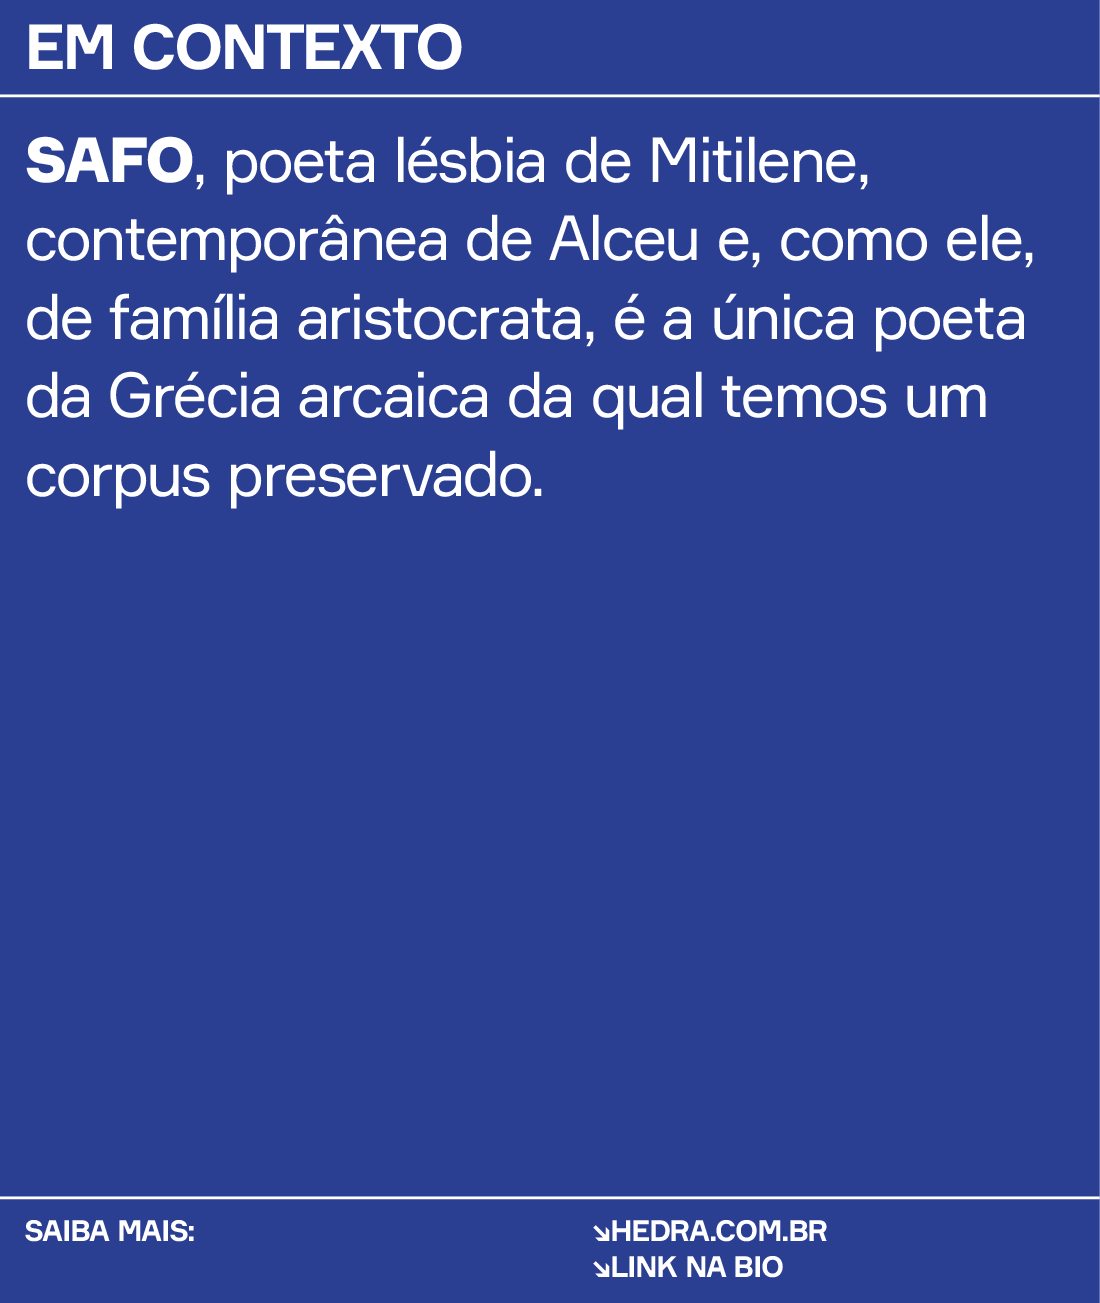 EM CONTEXTO
SAFO, poeta lésbia de Mitilene,
contemporânea de Alceu e, como ele,
de família aristocrata, é a única poeta
da Grécia arcaica da qual temos um
corpus preservado.
SAIBA MAIS:
↘HEDRA.COM.BR
↘LINK NA BIO